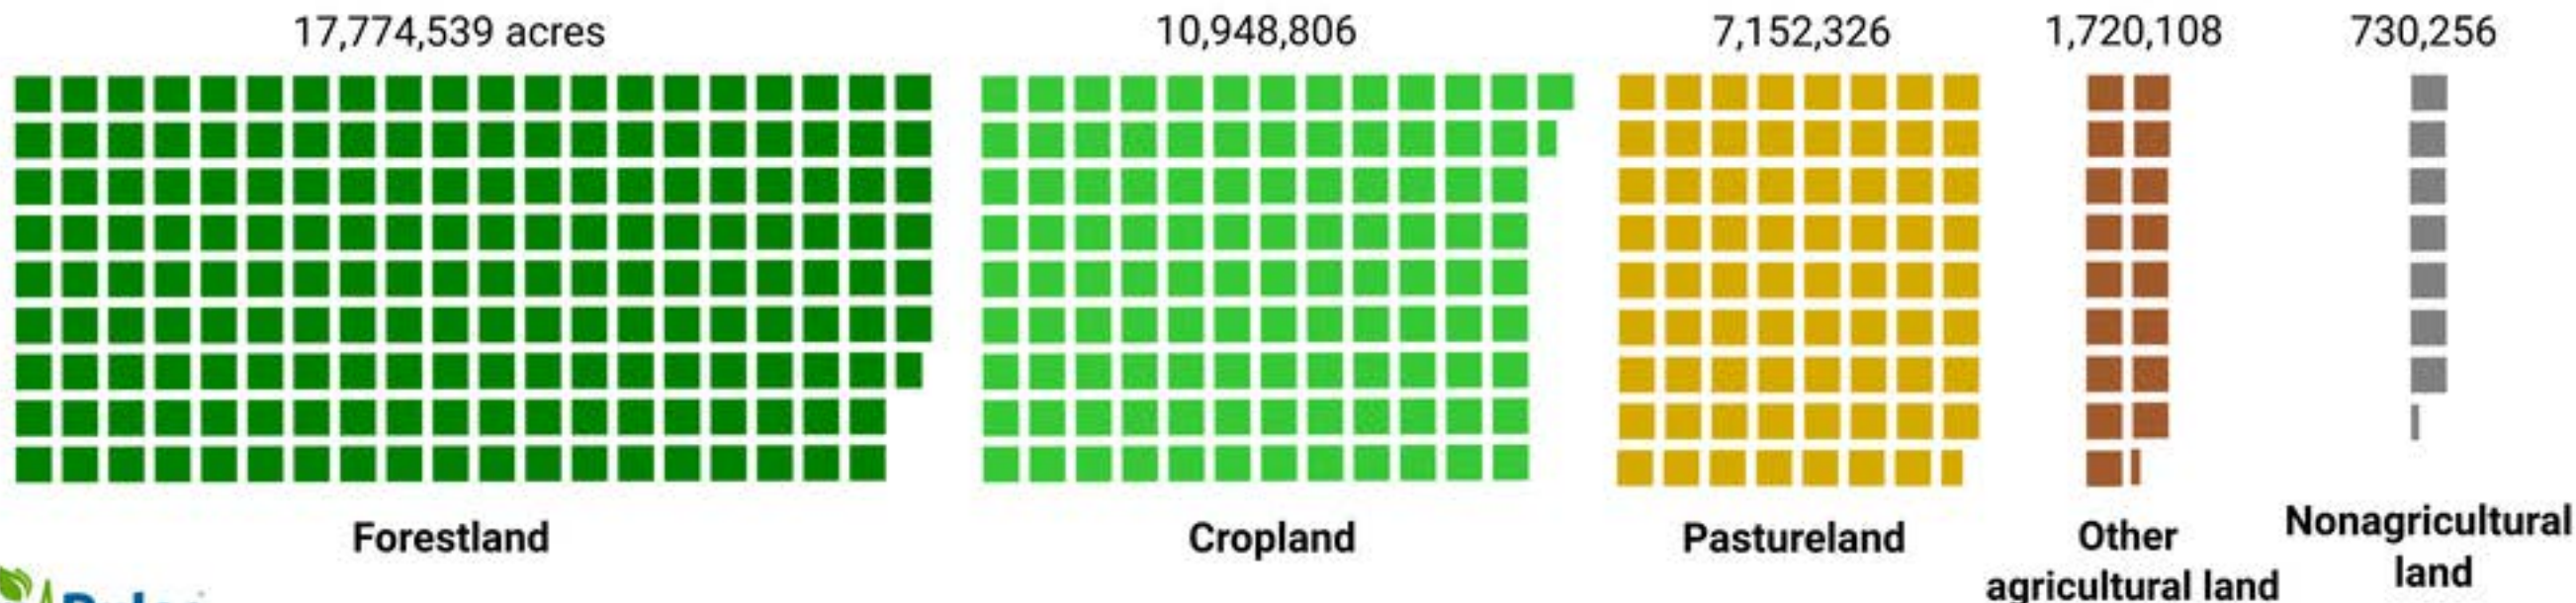 17,774,539 acres
10,948,806
7,152,326
1,720,108
730,256
Forestland
Cropland
Pastureland
Other
agricultural land
Nonagricultural
land